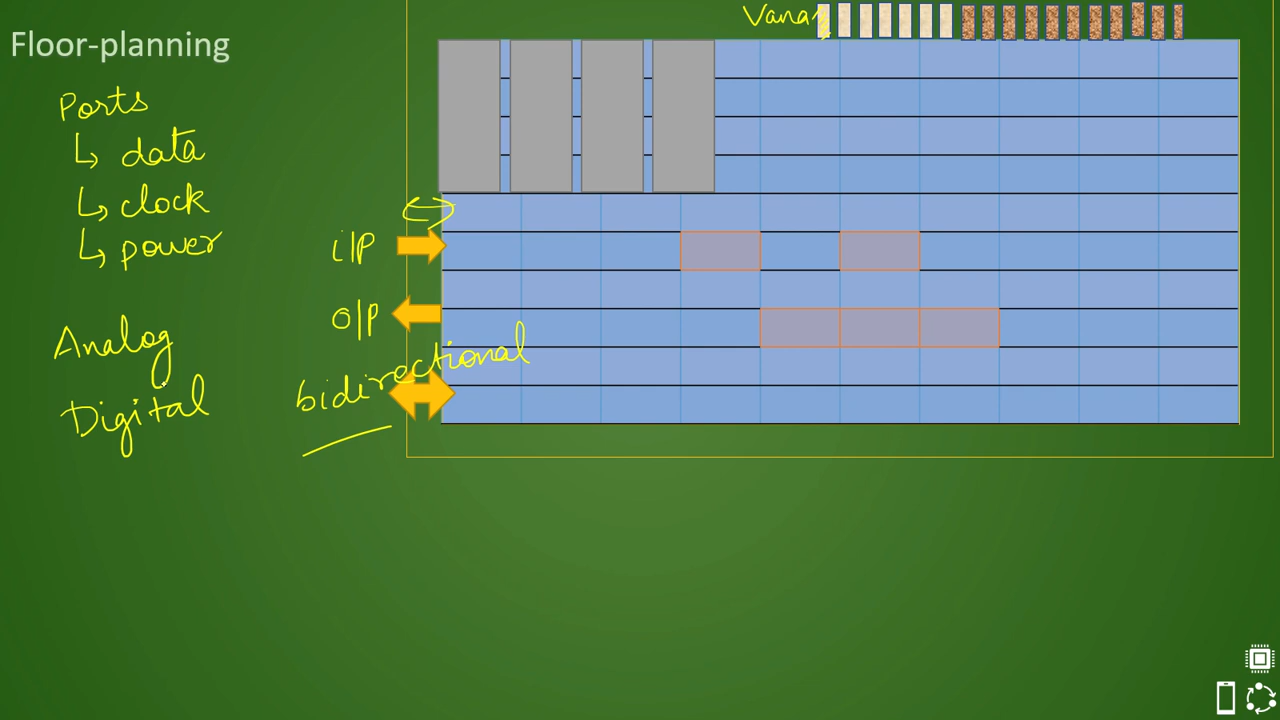 Floor-planning
Ports
↳ data
↳ clock
↳ power
Analog
Digital
i/P
O/P
bidirectional